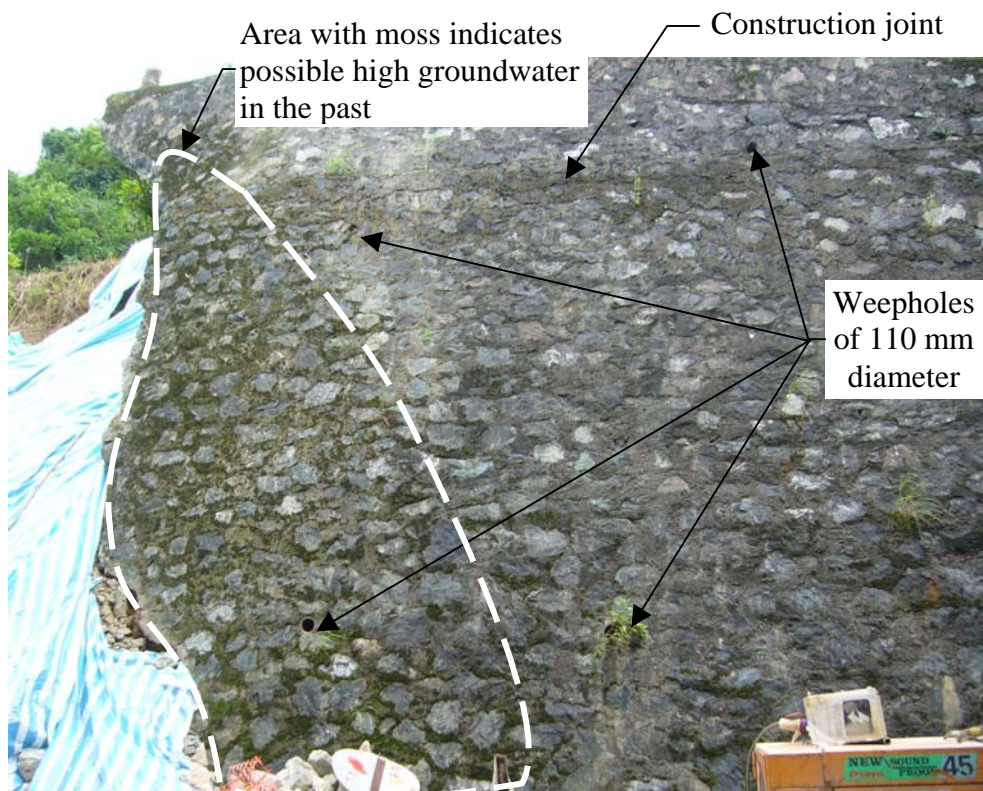 Area with moss indicates
possible high groundwater
in the past
Construction joint
Weepholes
of 110 mm
diameter
NEW SOUND
PROOF 45